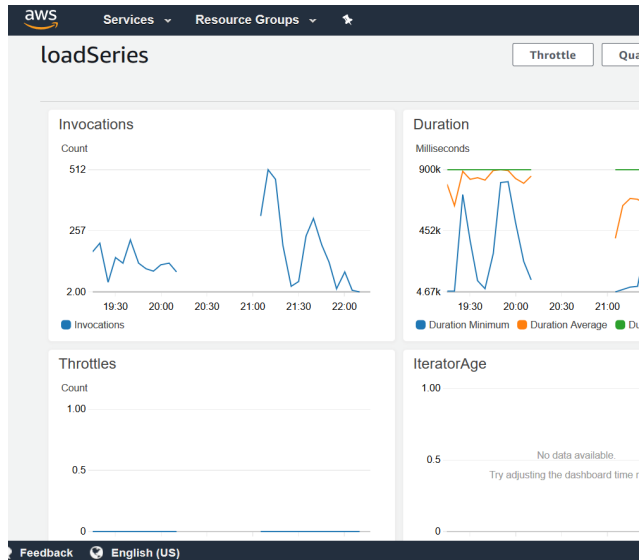 aws Services Resource Groups
loadSeries Throttle
Invocations
Count
512
257
2.00
19:30 20:00 20:30 21:00 21:30 22:00
Invocations
Duration
Milliseconds
900k
452k
4.67k
19:30 20:00 20:30 21:00
Duration Minimum Duration Average
Throttles
Count
1.00
0.5
0
IteratorAge
1.00
0.5
0
No data available.
Try adjusting the dashboard time
Feedback English (US)